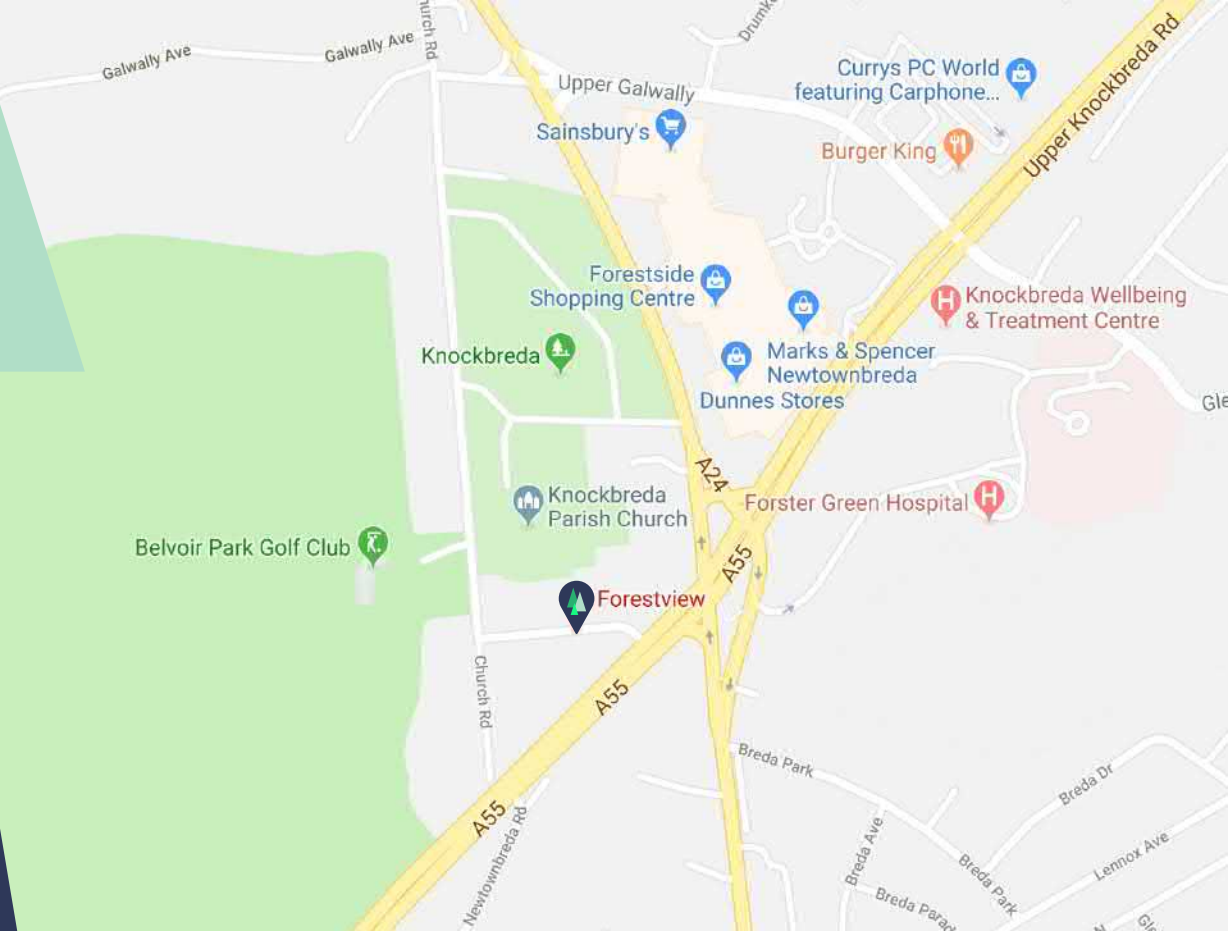 Church Rd
Galwally Ave
Galwally Ave
Upper Galwally
Currys PC World
featuring Carphone...
Upper Knockbreda Rd
Sainsbury's
Burger King
Forestside
Shopping Centre
Knockbreda Wellbeing
& Treatment Centre
Knockbreda
Marks & Spencer
Newtownbreda
Dunnes Stores
A24
Knockbreda
Parish Church
Forster Green Hospital
Belvoir Park Golf Club
A55
Forestview
Church Rd
A55
Breda Park
Breda Dr
A55
Newtownbreda Rd
Breda Ave
Lennox Ave
Breda Park
Breda Parad